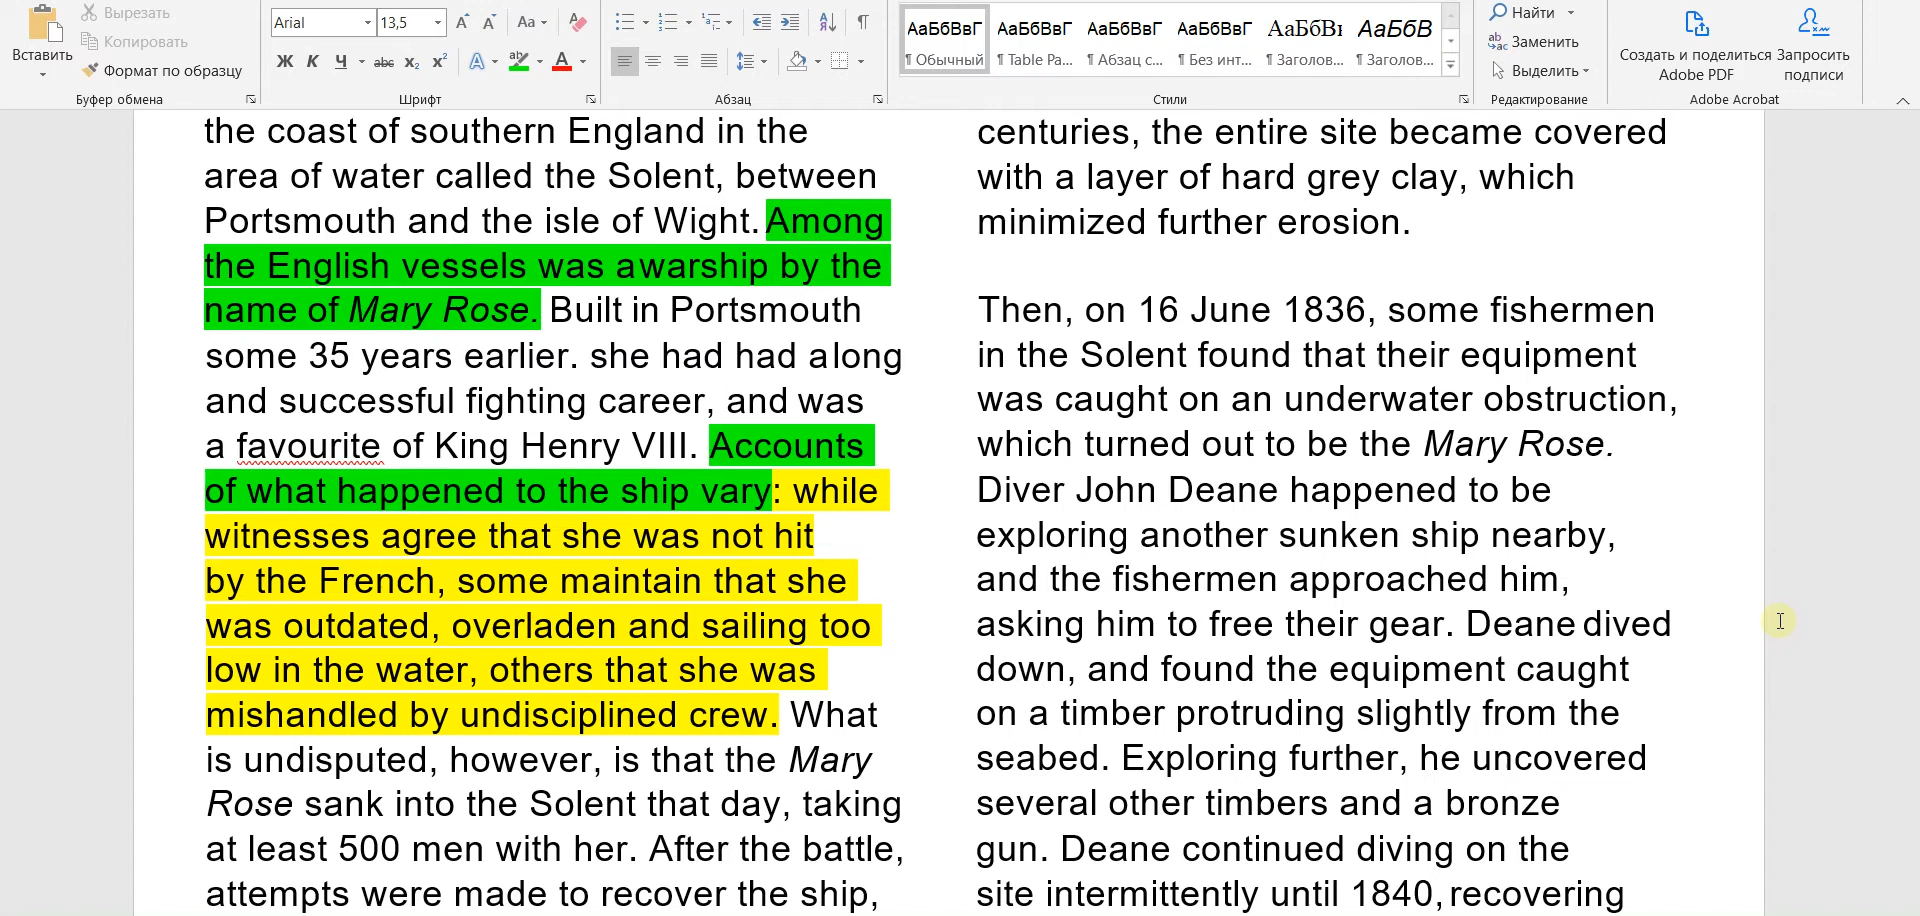 Вставить
Вырезать
Копировать
Формат по образцу
Буфер обмена
Arial
13,5
Aa
Ж К Ч abc x₂ x²
Шрифт
Абзац
АаБбВвГ АаБбВвГ АаБбВвГ АаБбВвГ АаБбВı АаБбВ
¶ Обычный ¶ Table Pa... ¶ Абзац с... ¶ Без инт... ¶ Заголов... ¶ Заголов...
Стили
Найти
Заменить
Выделить
Редактирование
Создать и поделиться
Adobe PDF
Запросить
подписи
Adobe Acrobat
the coast of southern England in the
area of water called the Solent, between
Portsmouth and the isle of Wight. Among
the English vessels was awarship by the
name of Mary Rose. Built in Portsmouth
some 35 years earlier. she had had along
and successful fighting career, and was
a favourite of King Henry VIII. Accounts
of what happened to the ship vary: while
witnesses agree that she was not hit
by the French, some maintain that she
was outdated, overladen and sailing too
low in the water, others that she was
mishandled by undisciplined crew. What
is undisputed, however, is that the Mary
Rose sank into the Solent that day, taking
at least 500 men with her. After the battle,
attempts were made to recover the ship,
centuries, the entire site became covered
with a layer of hard grey clay, which
minimized further erosion.
Then, on 16 June 1836, some fishermen
in the Solent found that their equipment
was caught on an underwater obstruction,
which turned out to be the Mary Rose.
Diver John Deane happened to be
exploring another sunken ship nearby,
and the fishermen approached him,
asking him to free their gear. Deane dived
down, and found the equipment caught
on a timber protruding slightly from the
seabed. Exploring further, he uncovered
several other timbers and a bronze
gun. Deane continued diving on the
site intermittently until 1840, recovering